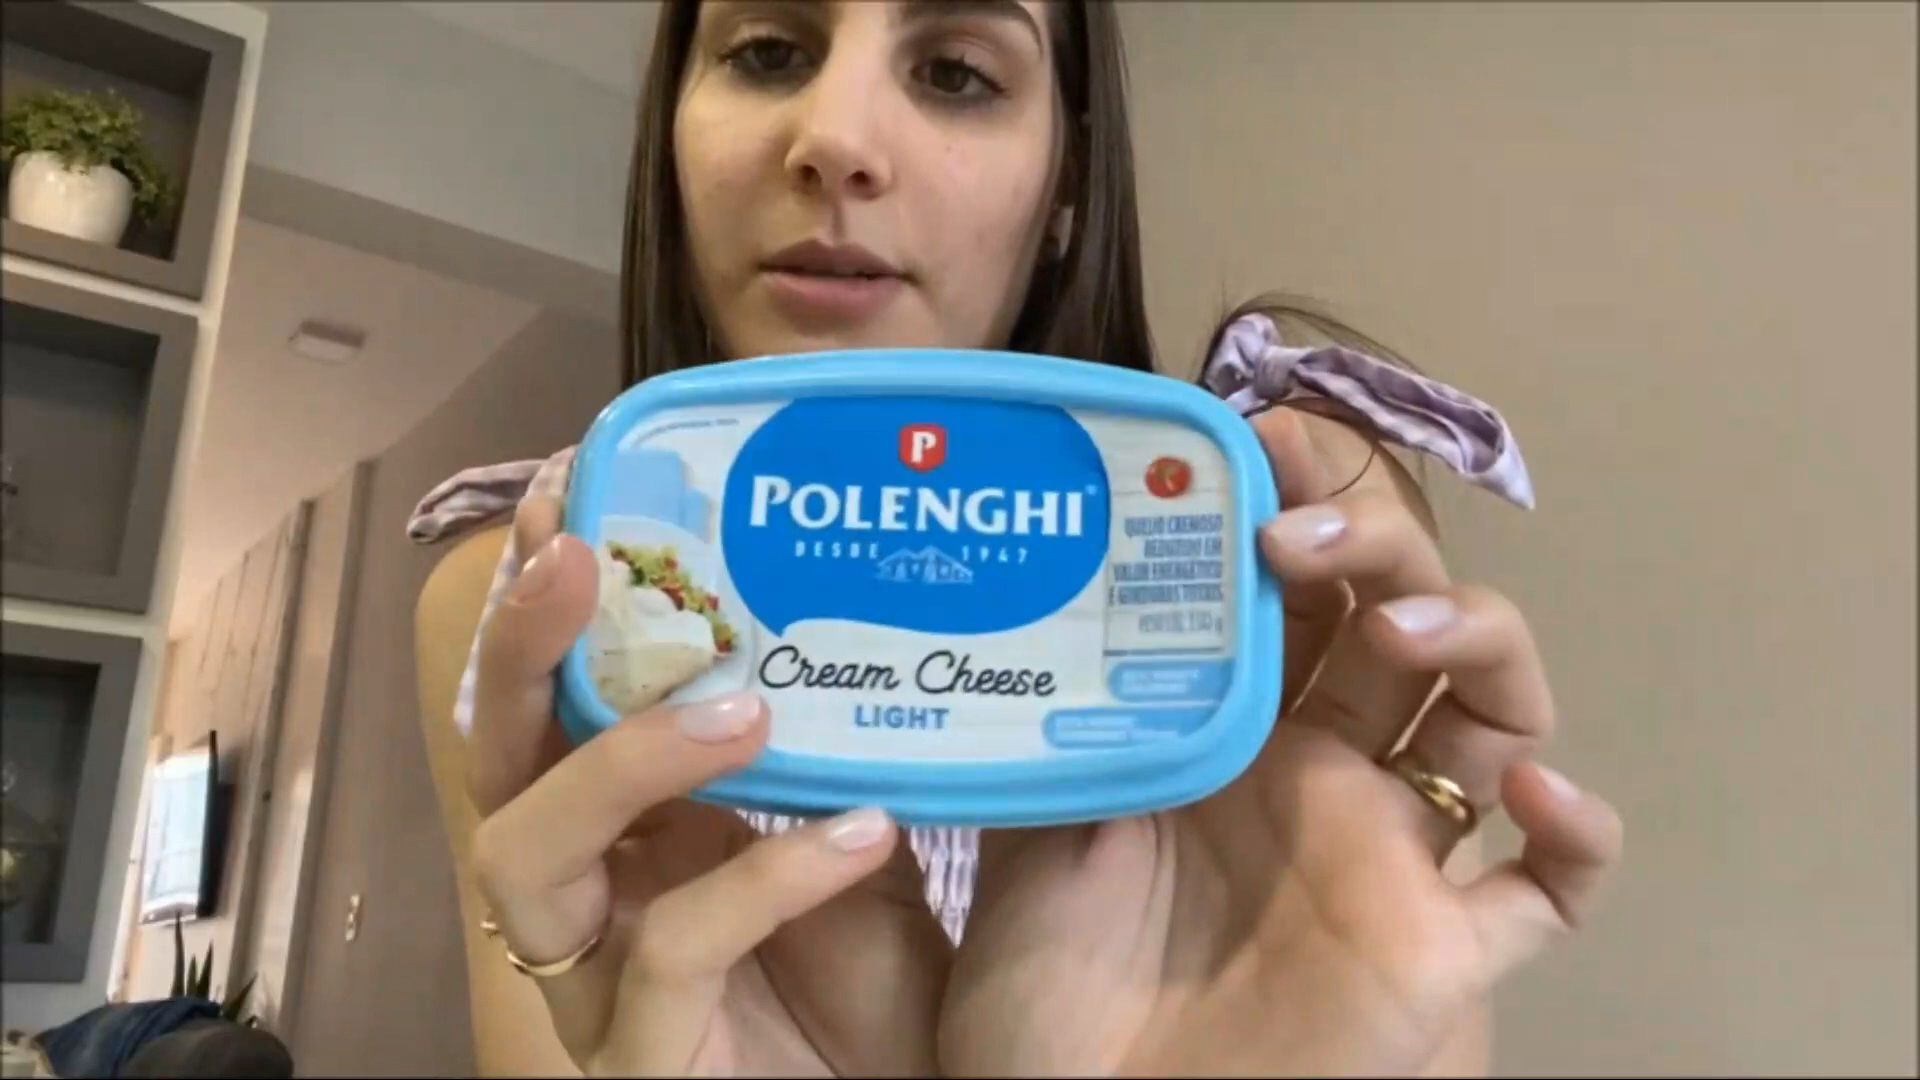 P
POLENGHI®
DESDE 1947
Cream Cheese
LIGHT
QUEIJO CREMOSO
REDUZIDO EM
VALOR ENERGÉTICO
E GORDURAS TOTAIS